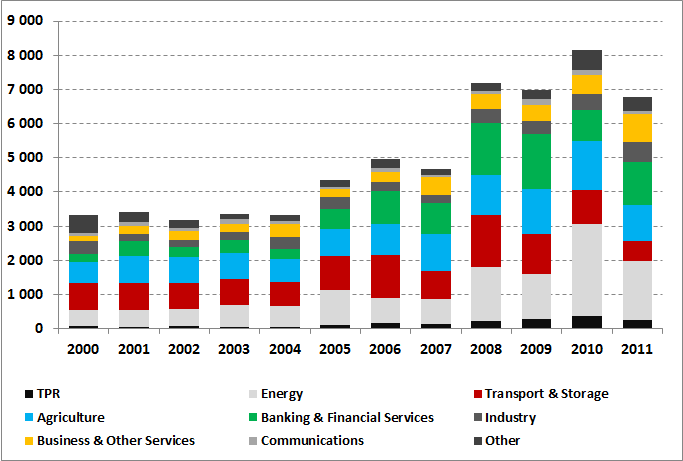 9 000
8 000
7 000
6 000
5 000
4 000
3 000
2 000
1 000
0
2000 2001 2002 2003 2004 2005 2006 2007 2008 2009 2010 2011
TPR Energy Transport & Storage
Agriculture Banking & Financial Services Industry
Business & Other Services Communications Other